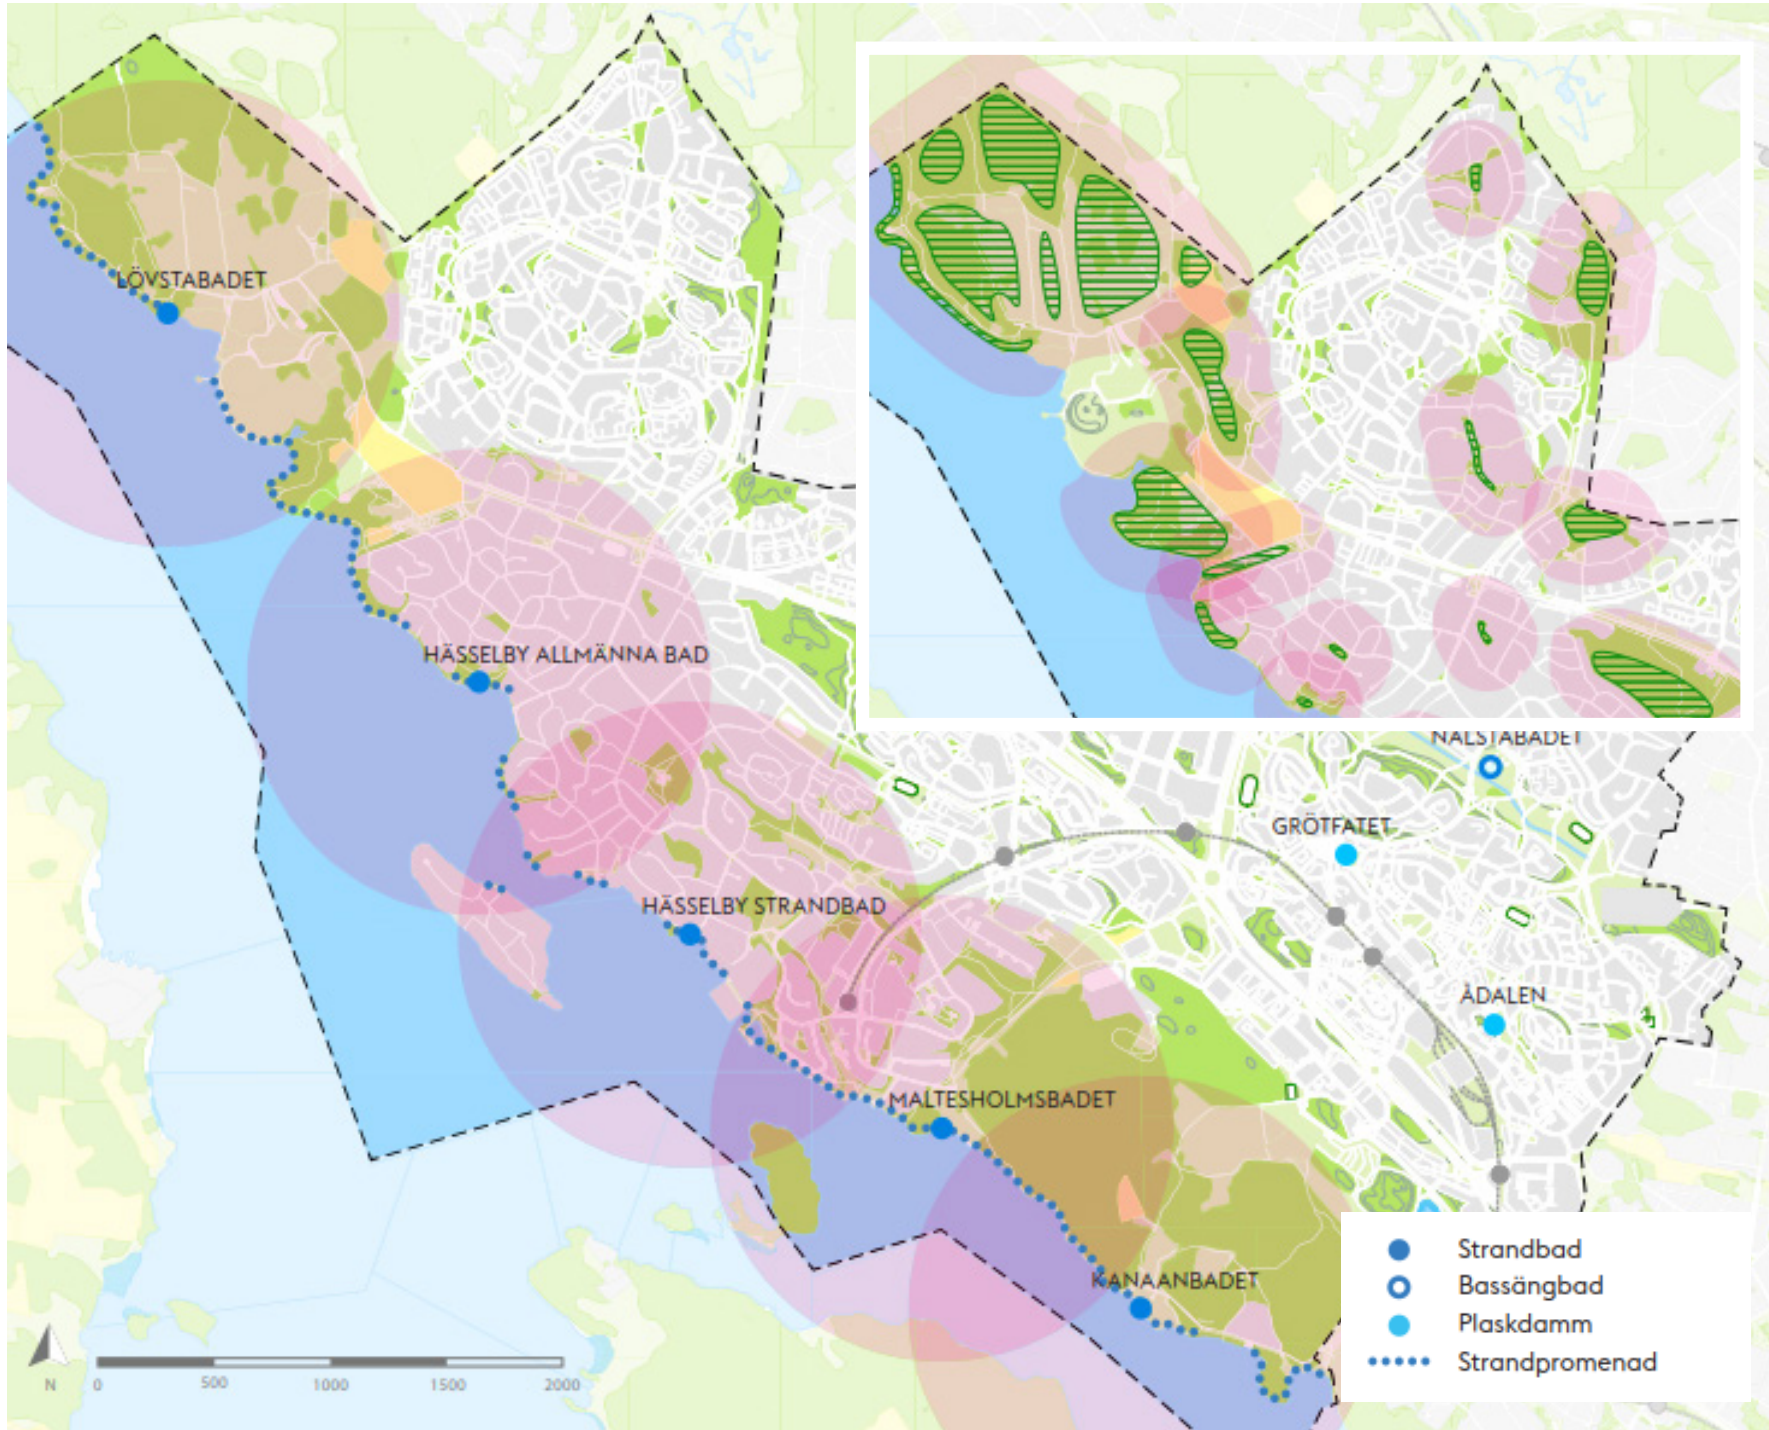 LÖVSTABADET
HÄSSELBY ALLMÄNNA BAD
NÄLSTABADET
GRÖTFATET
HÄSSELBY STRANDBAD
ÅDALEN
MALTESHOLMSBADET
KANAANBADET
Strandbad
Bassängbad
Plaskdamm
Strandpromenad
N 0 500 1000 1500 2000